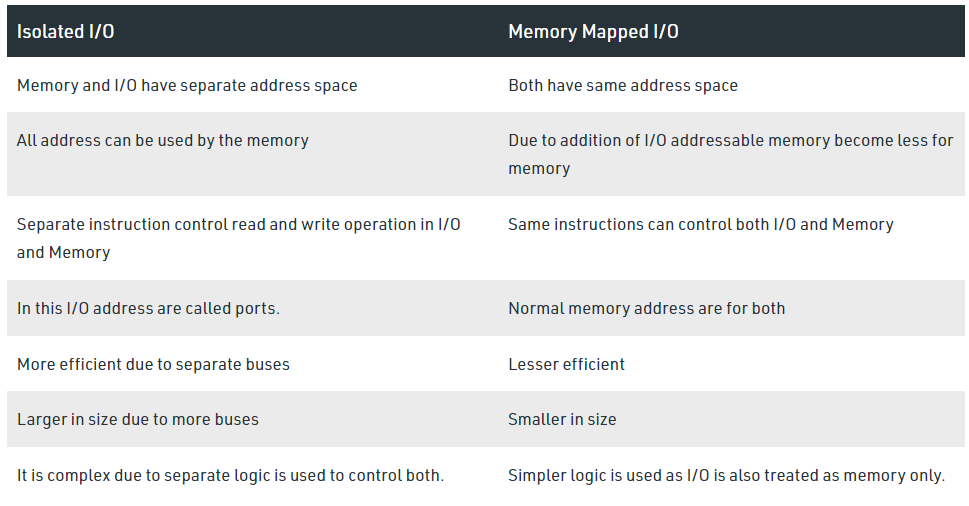 Isolated I/O
Memory Mapped I/O
Memory and I/O have separate address space
Both have same address space
All address can be used by the memory
Due to addition of I/O addressable memory become less for
memory
Separate instruction control read and write operation in I/O
and Memory
Same instructions can control both I/O and Memory
In this I/O address are called ports.
Normal memory address are for both
More efficient due to separate buses
Lesser efficient
Larger in size due to more buses
Smaller in size
It is complex due to separate logic is used to control both.
Simpler logic is used as I/O is also treated as memory only.